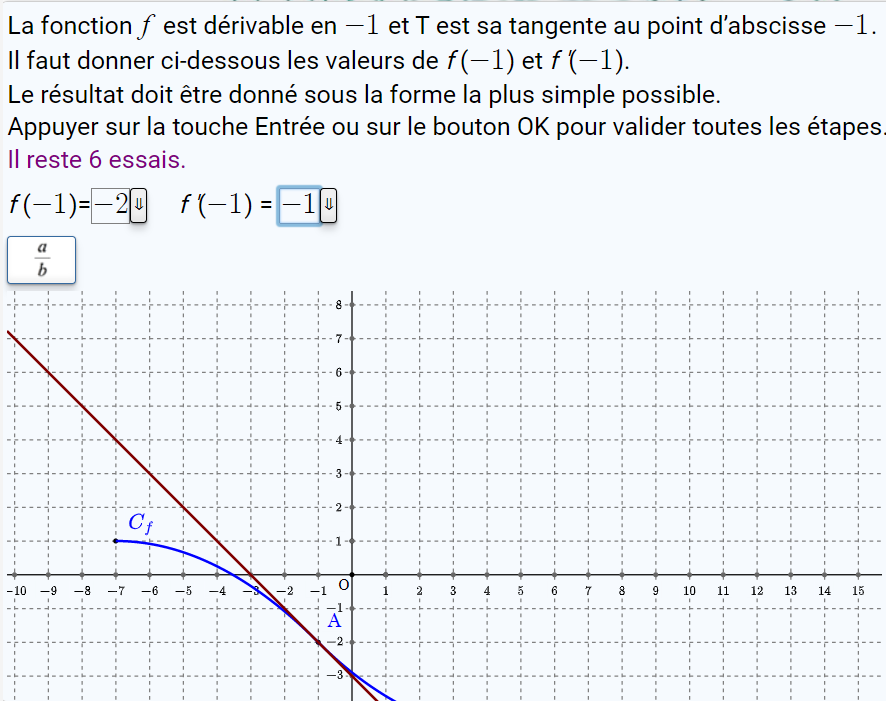 La fonction f est dérivable en −1 et T est sa tangente au point d’abscisse −1.
Il faut donner ci-dessous les valeurs de f(−1) et f ′(−1).
Le résultat doit être donné sous la forme la plus simple possible.
Appuyer sur la touche Entrée ou sur le bouton OK pour valider toutes les étapes.
Il reste 6 essais.
f(−1)=−2⇓ f ′(−1) = −1⇓
a
b
8
7
6
5
4
3
C_f
2
1
O
−10 −9 −8 −7 −6 −5 −4 −3 −2 −1 1 2 3 4 5 6 7 8 9 10 11 12 13 14 15
−1
A
−2
−3